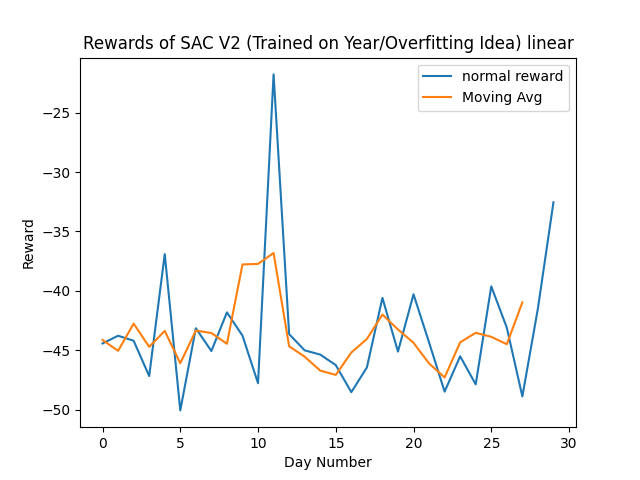 Rewards of SAC V2 (Trained on Year/Overfitting Idea) linear
normal reward
Moving Avg
Reward
−25
−30
−35
−40
−45
−50
0 5 10 15 20 25 30
Day Number